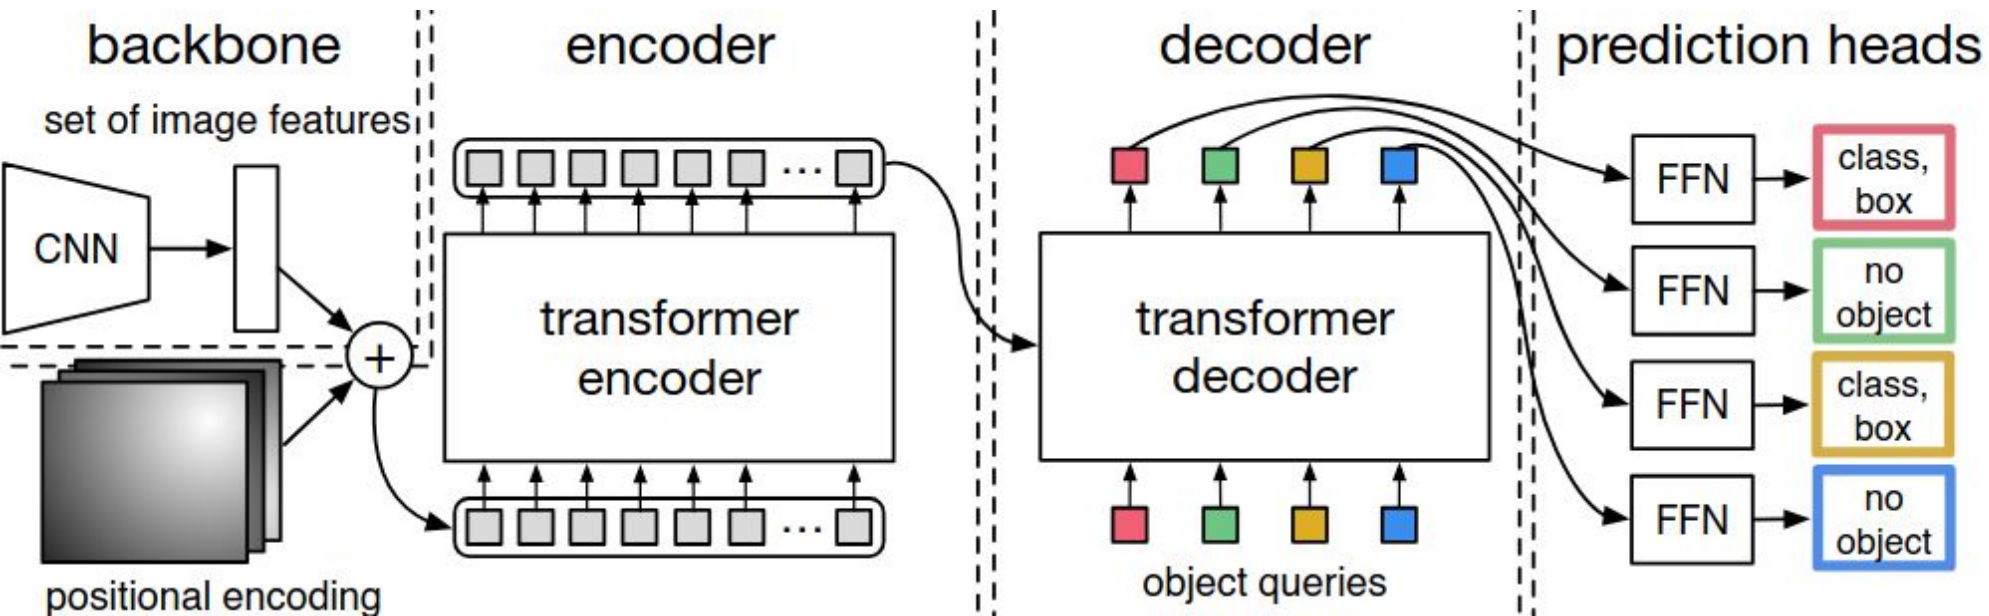 backbone
set of image features
CNN
+
positional encoding
encoder
...
transformer
encoder
...
decoder
transformer
decoder
object queries
prediction heads
FFN
class,
box
FFN
no
object
FFN
class,
box
FFN
no
object